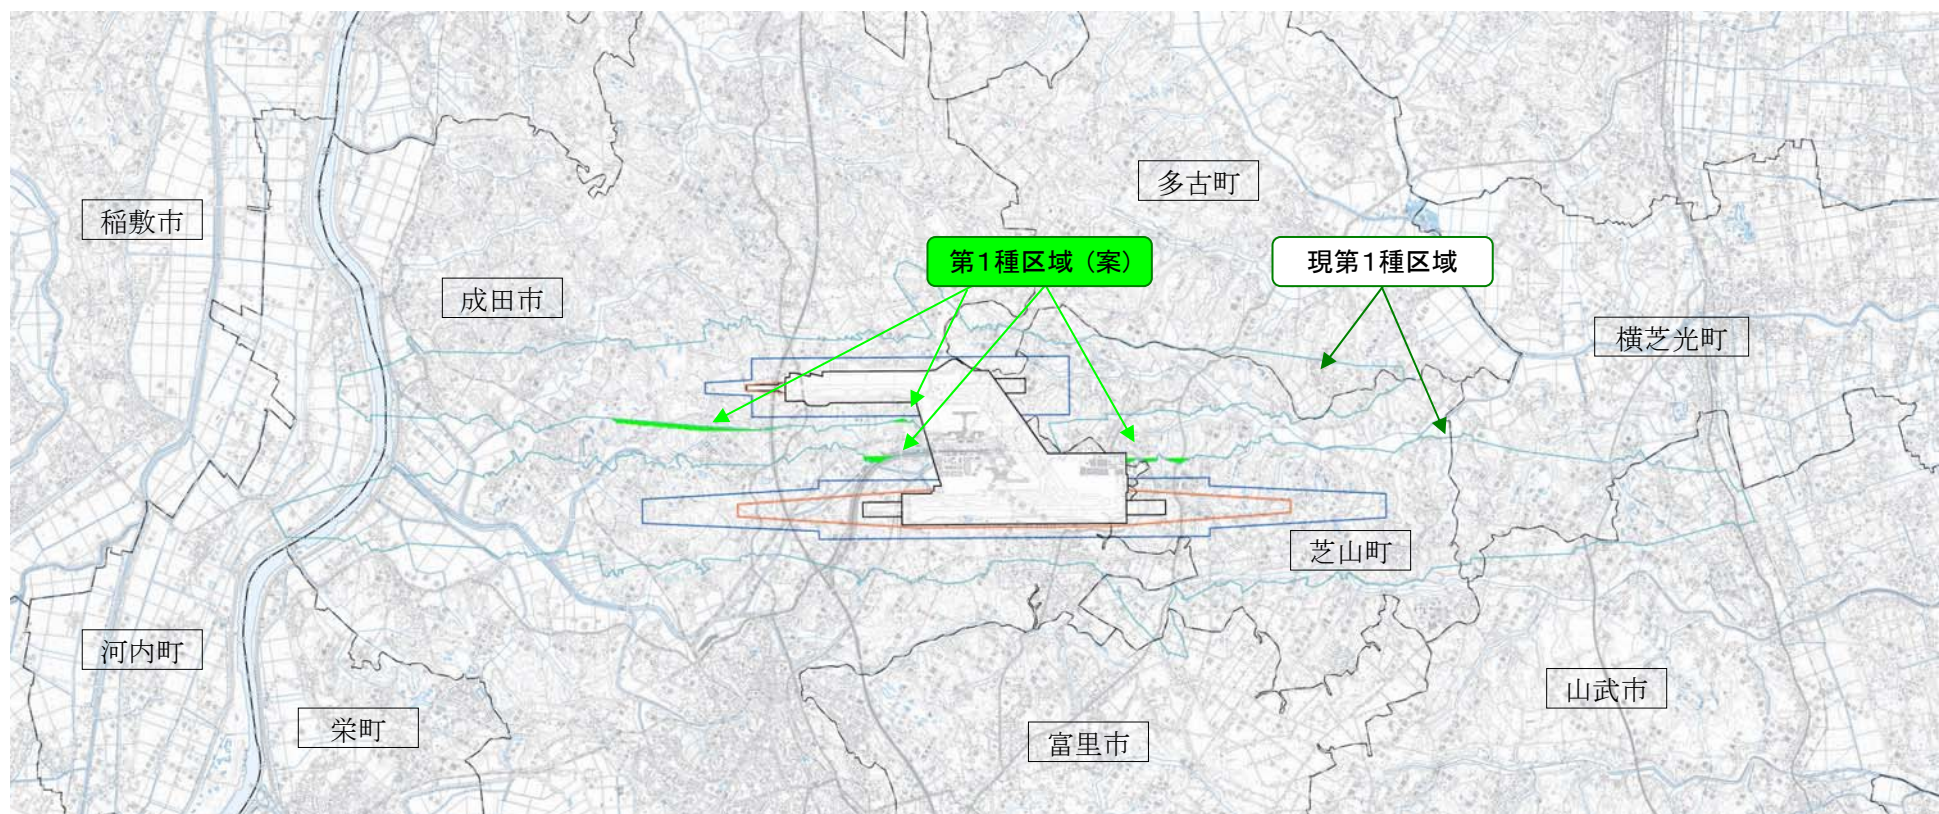 多古町
稲敷市
第1種区域（案）
現第1種区域
成田市
横芝光町
芝山町
河内町
山武市
栄町
富里市